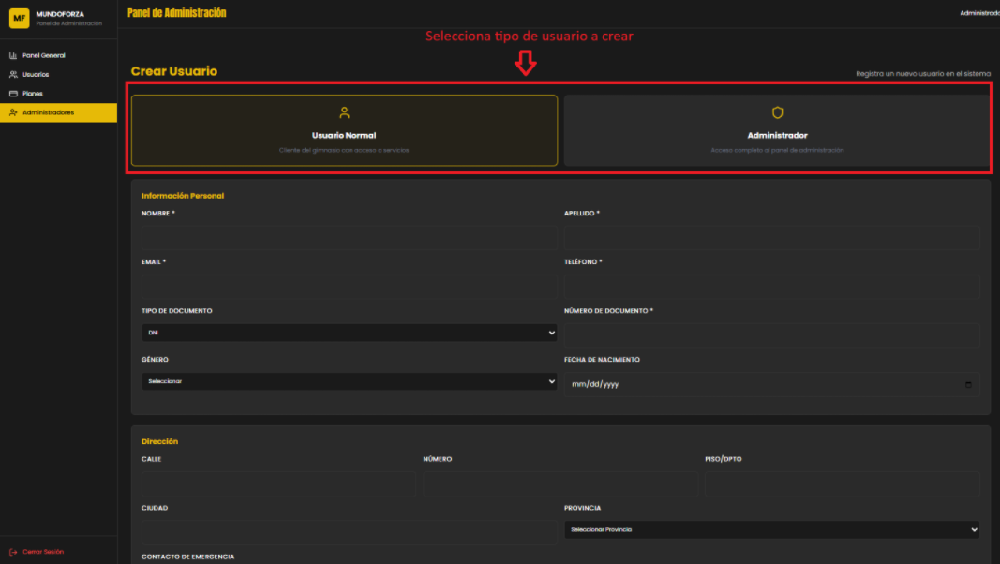 MF
MUNDOFORZA
Panel de Administración
Panel de Administración
Administrado
Selecciona tipo de usuario a crear
Panel General
Usuarios
Planes
Administradores
Crear Usuario
Registra un nuevo usuario en el sistema
Usuario Normal
Cliente del gimnasio con acceso a servicios
Administrador
Acceso completo al panel de administración
Información Personal
NOMBRE *
APELLIDO *
EMAIL *
TELÉFONO *
TIPO DE DOCUMENTO
NÚMERO DE DOCUMENTO *
DNI
GÉNERO
FECHA DE NACIMIENTO
Seleccionar
mm/dd/yyyy
Dirección
CALLE
NÚMERO
PISO/DPTO
CIUDAD
PROVINCIA
Seleccionar Provincia
CONTACTO DE EMERGENCIA
Cerrar Sesión